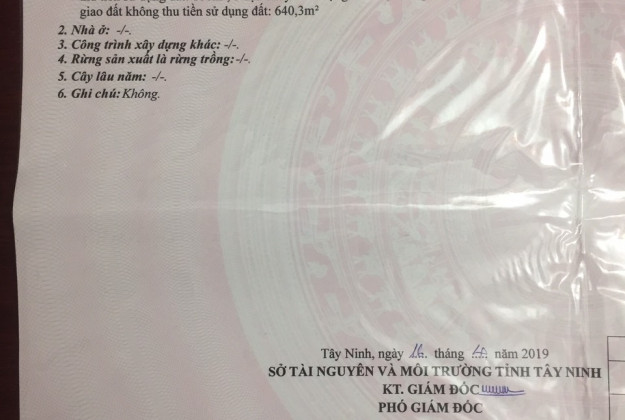 giao đất không thu tiền sử dụng đất: 640,3m²
2. Nhà ở: -/-.
3. Công trình xây dựng khác: -/-.
4. Rừng sản xuất là rừng trồng: -/-.
5. Cây lâu năm: -/-.
6. Ghi chú: Không.
Tây Ninh, ngày tháng năm 2019
SỞ TÀI NGUYÊN VÀ MÔI TRƯỜNG TỈNH TÂY NINH
KT. GIÁM ĐỐC
PHÓ GIÁM ĐỐC